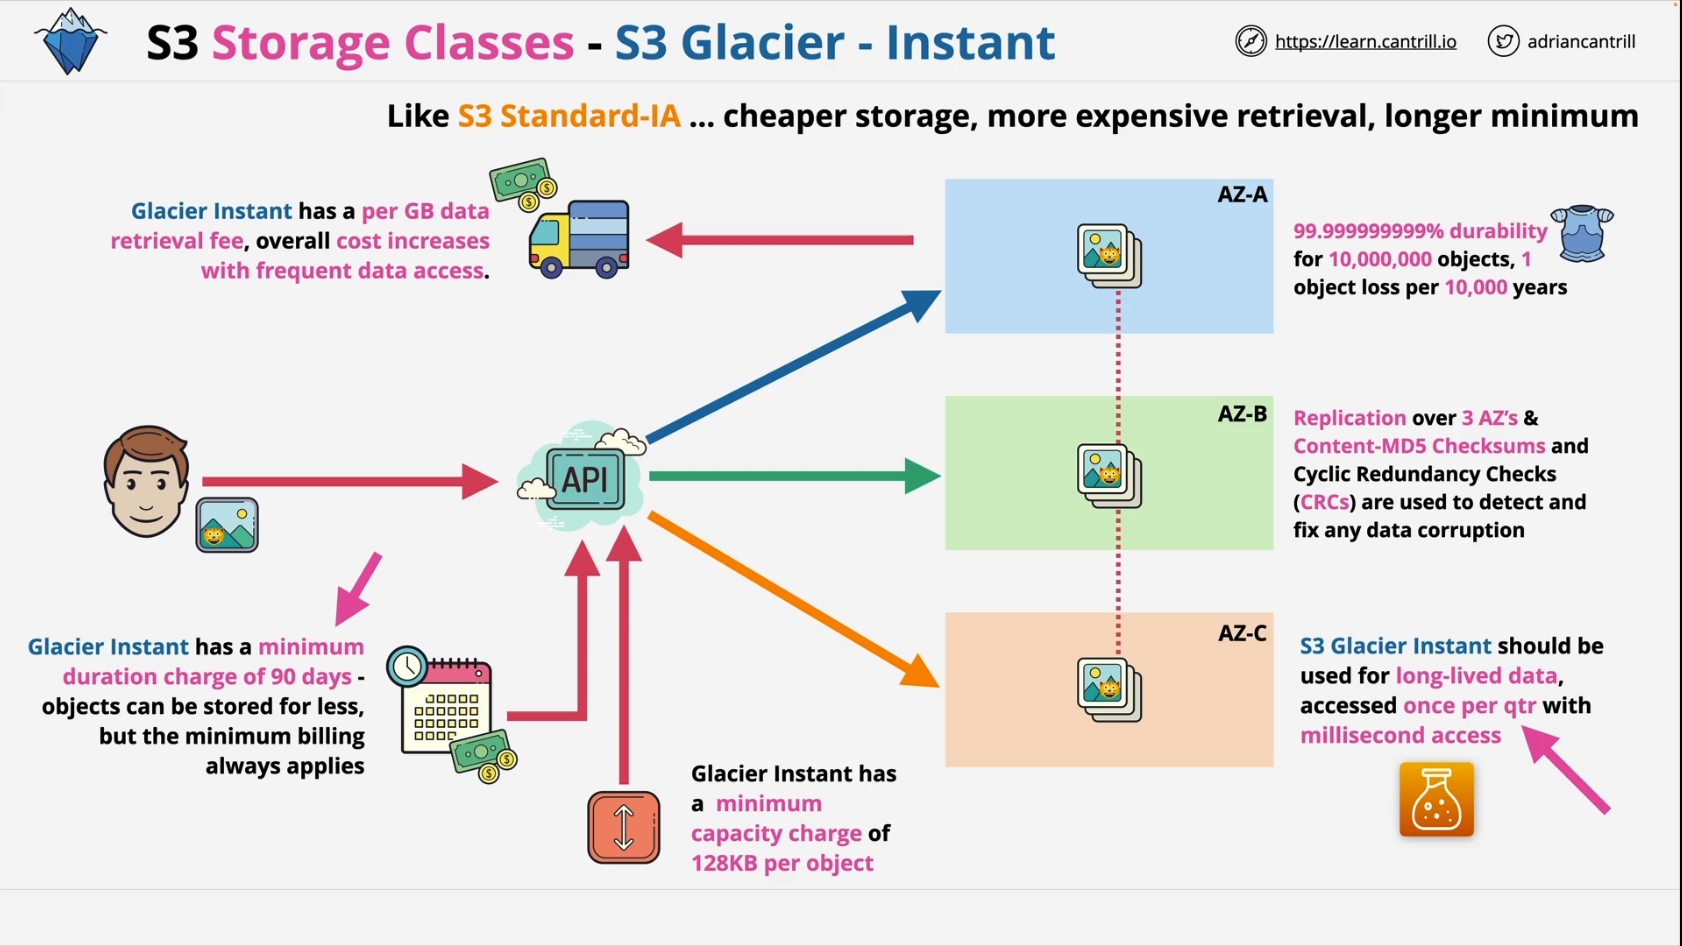 S3 Storage Classes - S3 Glacier - Instant
https://learn.cantrill.io
adriancantrill
Like S3 Standard-IA ... cheaper storage, more expensive retrieval, longer minimum
Glacier Instant has a per GB data
retrieval fee, overall cost increases
with frequent data access.
AZ-A
99.999999999% durability
for 10,000,000 objects, 1
object loss per 10,000 years
API
AZ-B
Replication over 3 AZ's &
Content-MD5 Checksums and
Cyclic Redundancy Checks
(CRCs) are used to detect and
fix any data corruption
Glacier Instant has a minimum
duration charge of 90 days -
objects can be stored for less,
but the minimum billing
always applies
Glacier Instant has
a minimum
capacity charge of
128KB per object
AZ-C
S3 Glacier Instant should be
used for long-lived data,
accessed once per qtr with
millisecond access